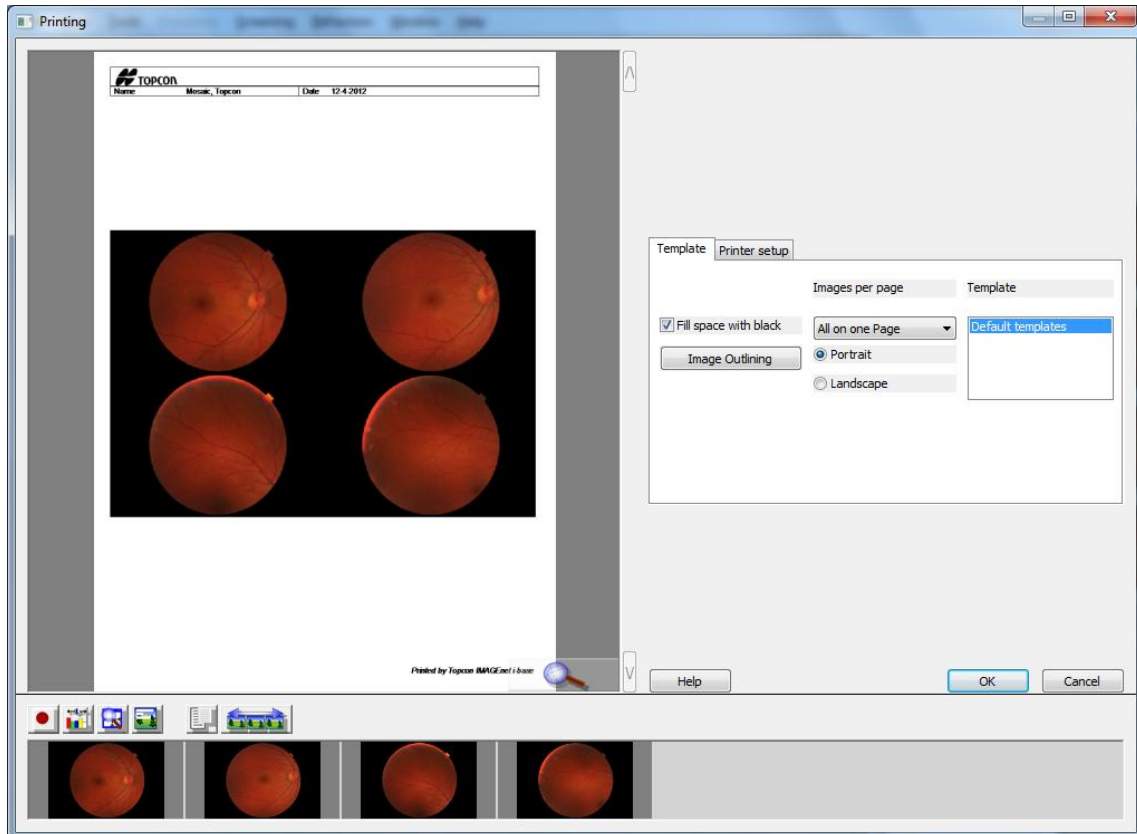 Printing
TOPCON
Name Mosaic, Topcon Date 12-4-2012
Template Printer setup
Images per page Template
Fill space with black All on one Page Default templates
Image Outlining Portrait
Landscape
Printed by Topcon IMAGEnet i-base
Help OK Cancel